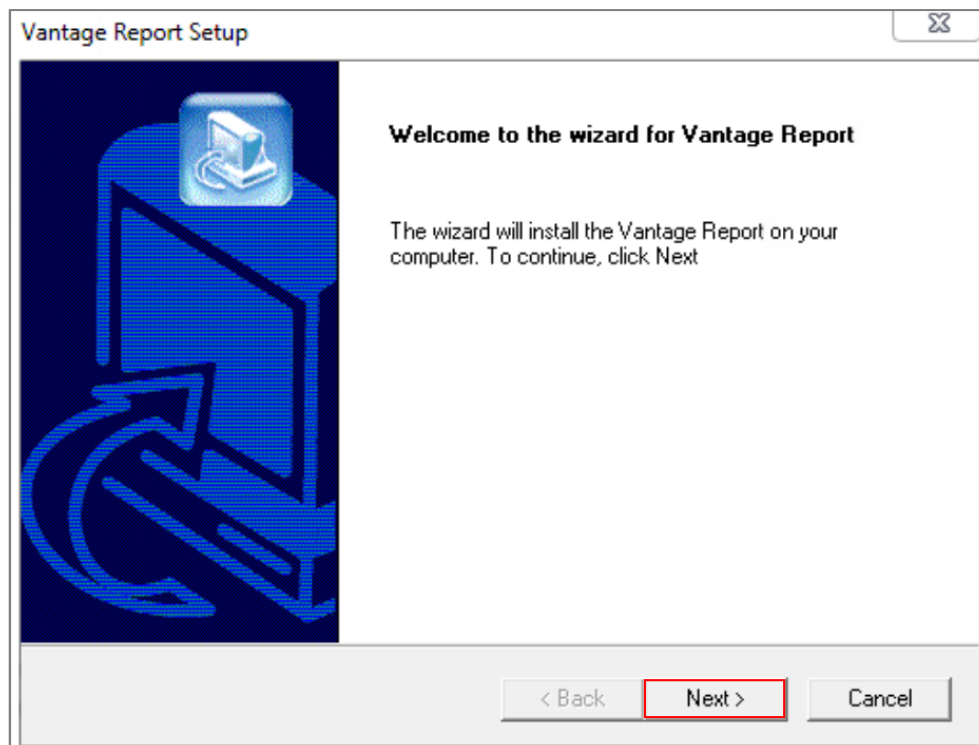 Vantage Report Setup
Welcome to the wizard for Vantage Report
The wizard will install the Vantage Report on your
computer. To continue, click Next
< Back
Next >
Cancel